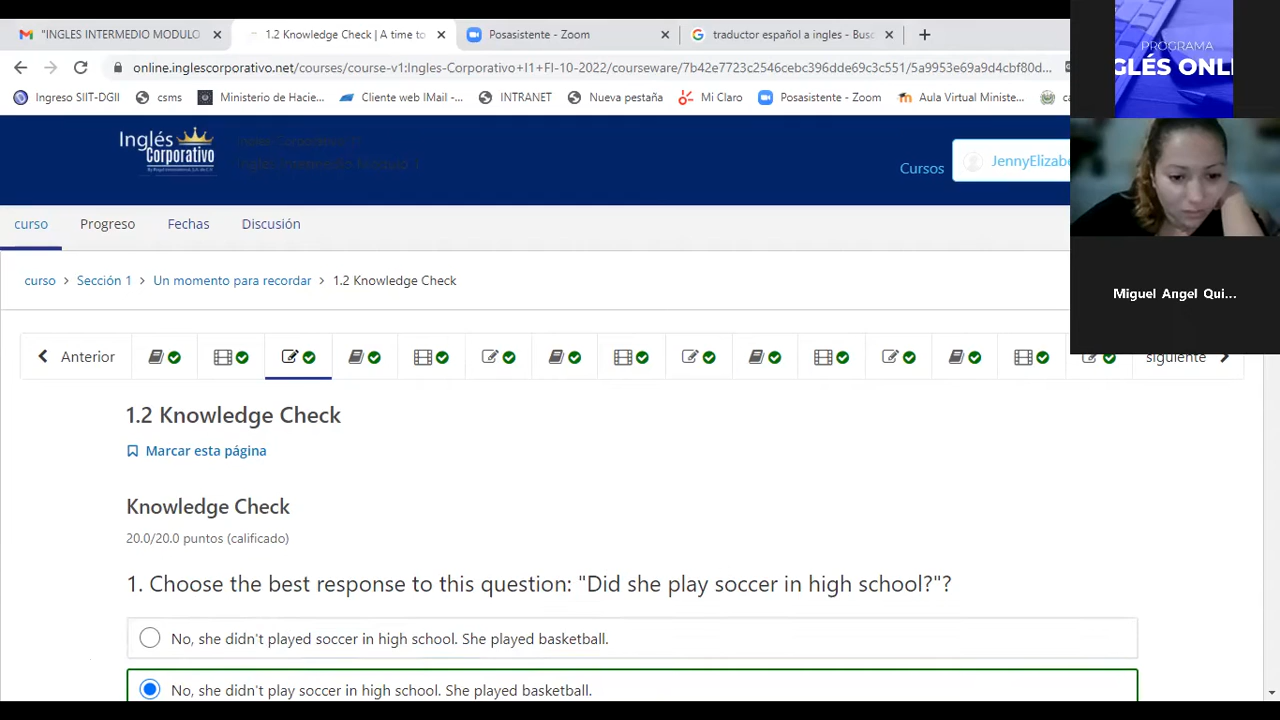 "INGLES INTERMEDIO MODULO
1.2 Knowledge Check | A time to
Posasistente - Zoom
traductor español a ingles - Busc
online.inglescorporativo.net/courses/course-v1:Ingles_Corporativo+I1+FI-10-2022/courseware/7b42e7723c2546cebc396dde69c3c551/5a9953e69a9d4cbf80d...
Ingreso SIIT-DGII
csms
Ministerio de Hacie...
Cliente web IMail -...
INTRANET
Nueva pestaña
Mi Claro
Posasistente - Zoom
Aula Virtual Ministe...
PROGRAMA
GLÉS ONLI
Inglés
Corporativo
Cursos
JennyElizabe
curso
Progreso
Fechas
Discusión
curso > Sección 1 > Un momento para recordar > 1.2 Knowledge Check
Miguel Angel Qui...
Anterior
siguiente
1.2 Knowledge Check
Marcar esta página
Knowledge Check
20.0/20.0 puntos (calificado)
1. Choose the best response to this question: "Did she play soccer in high school?"?
No, she didn't played soccer in high school. She played basketball.
No, she didn't play soccer in high school. She played basketball.